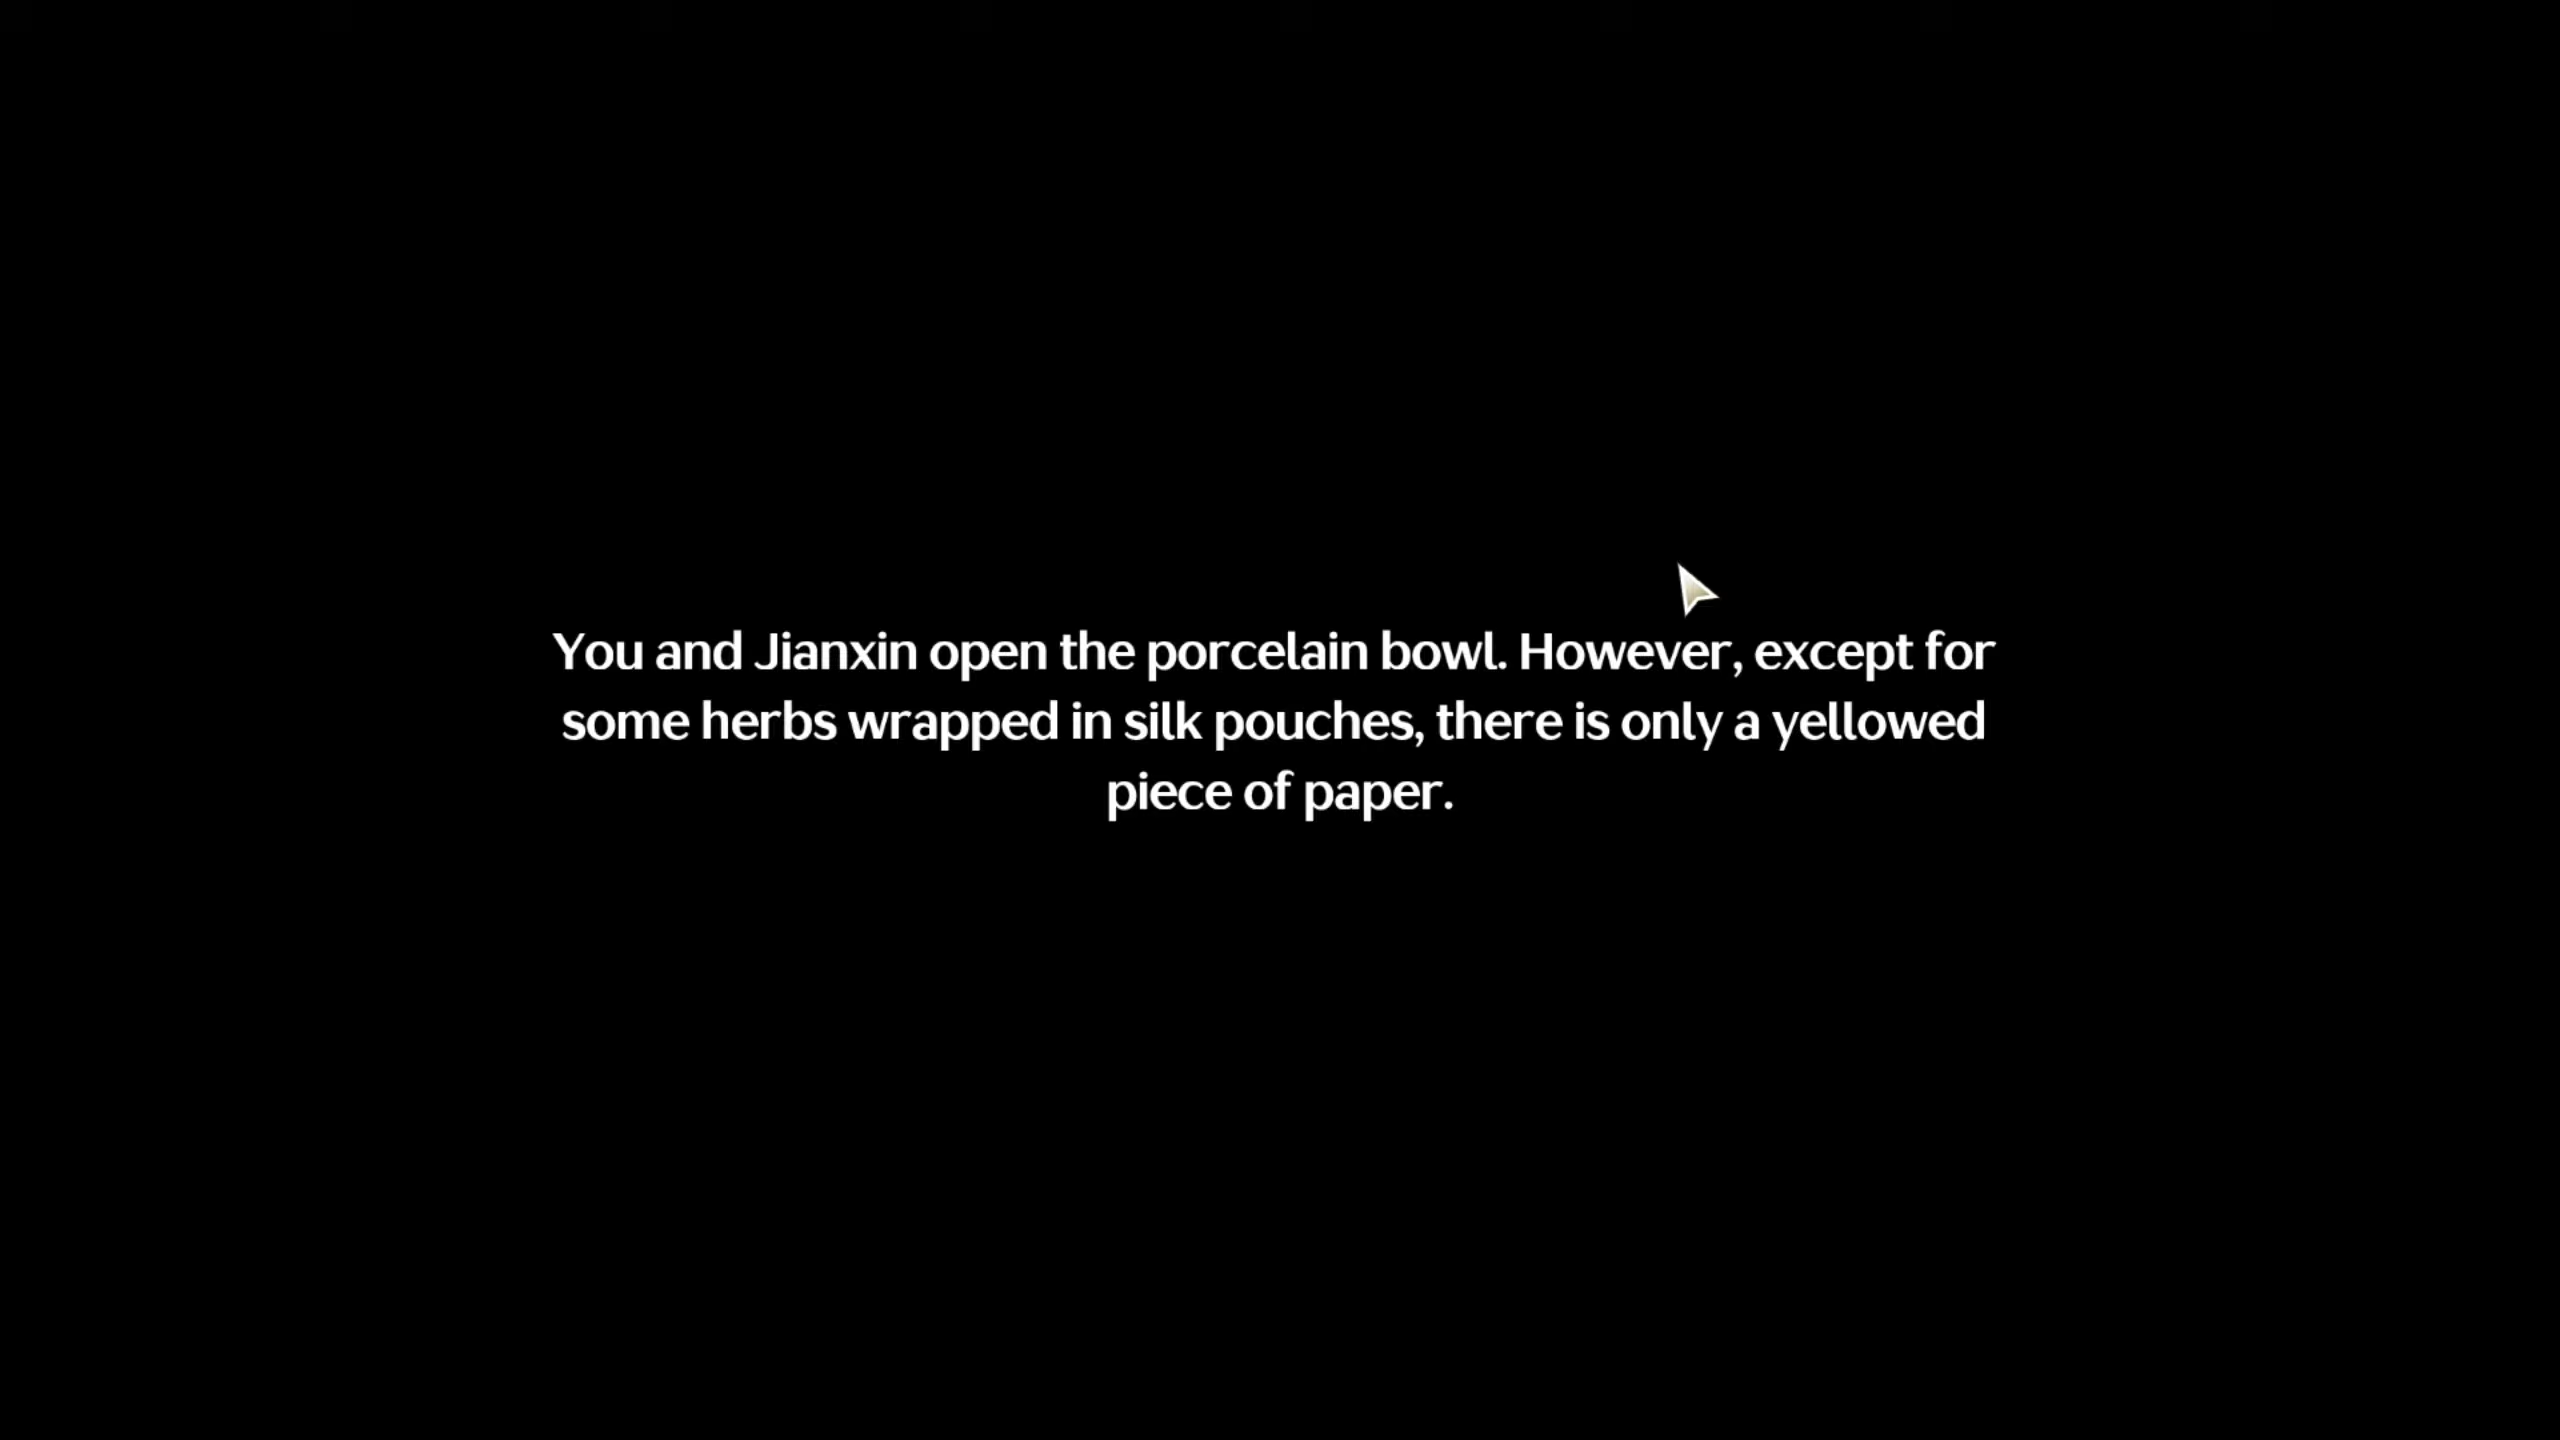 You and Jianxin open the porcelain bowl. However, except for
some herbs wrapped in silk pouches, there is only a yellowed
piece of paper.